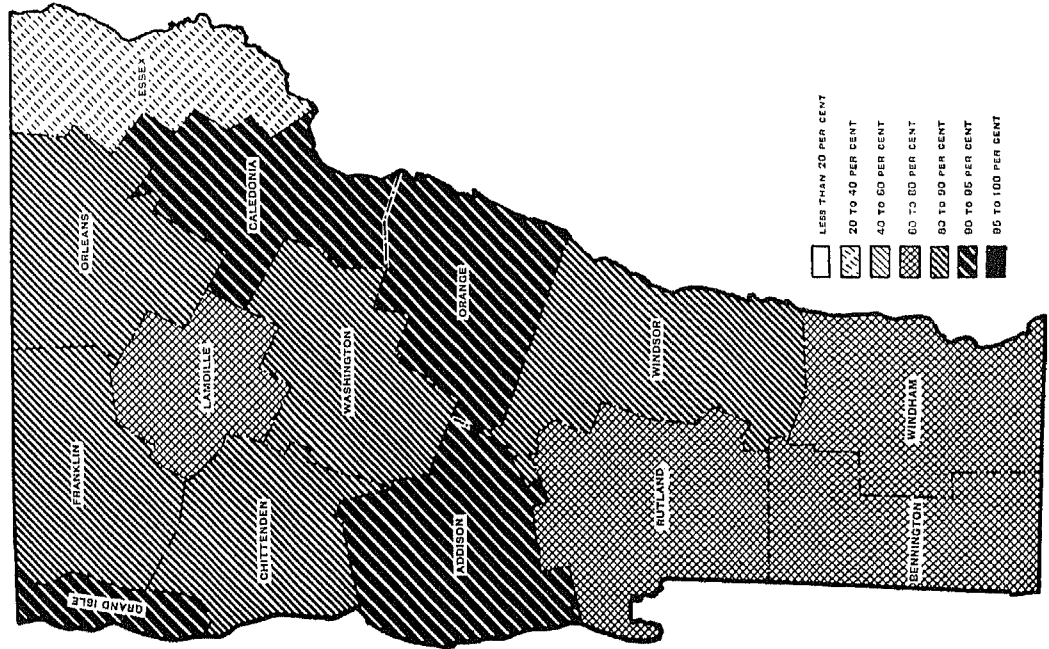 ESSEX
ORLEANS
CALEDONIA
FRANKLIN
LAMOILLE
GRAND ISLE
CHITTENDEN
WASHINGTON
ORANGE
ADDISON
WINDSOR
RUTLAND
WINDHAM
BENNINGTON
LESS THAN 20 PER CENT
20 TO 40 PER CENT
40 TO 60 PER CENT
60 TO 80 PER CENT
80 TO 90 PER CENT
90 TO 95 PER CENT
95 TO 100 PER CENT